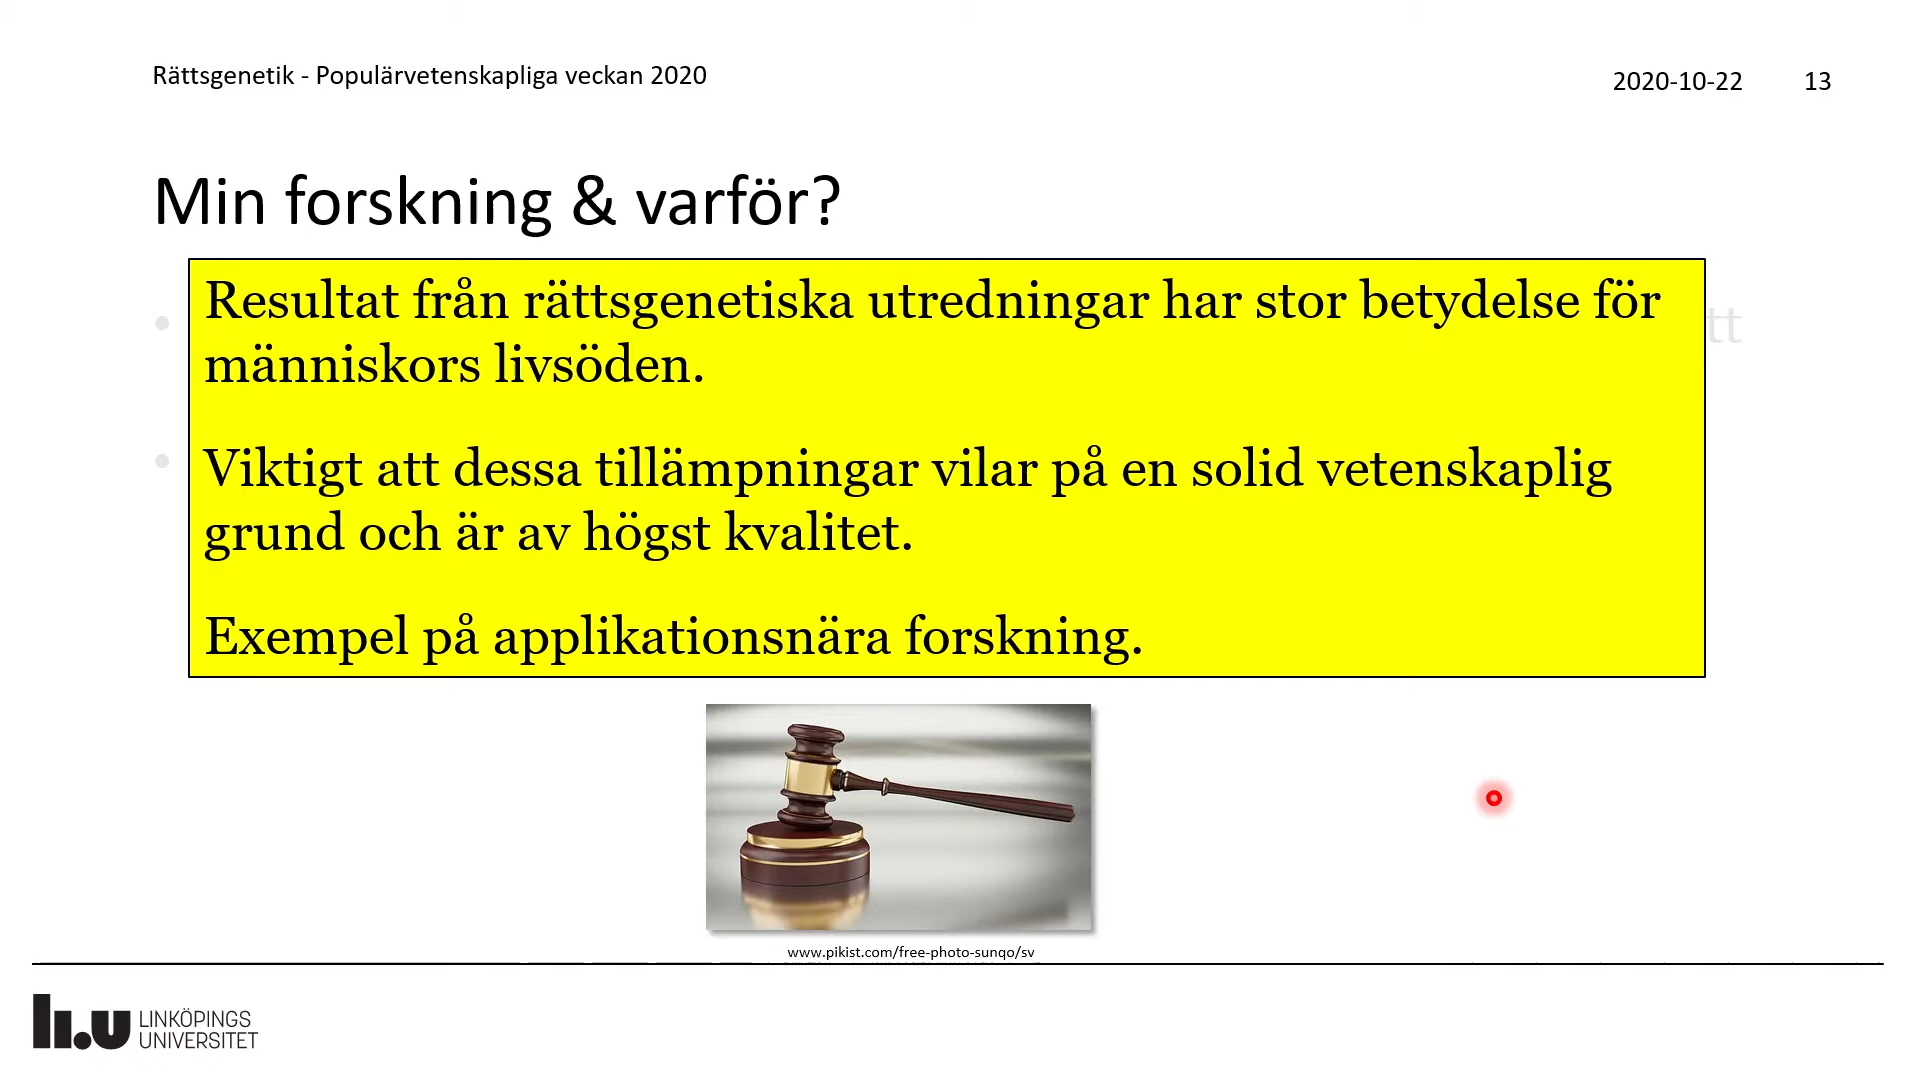 Rättsgenetik - Populärvetenskapliga veckan 2020
2020-10-22
13
Min forskning & varför?
Resultat från rättsgenetiska utredningar har stor betydelse för
människors livsöden.
Viktigt att dessa tillämpningar vilar på en solid vetenskaplig
grund och är av högst kvalitet.
Exempel på applikationsnära forskning.
www.pikist.com/free-photo-sunqo/sv
li.u LINKÖPINGS
UNIVERSITET